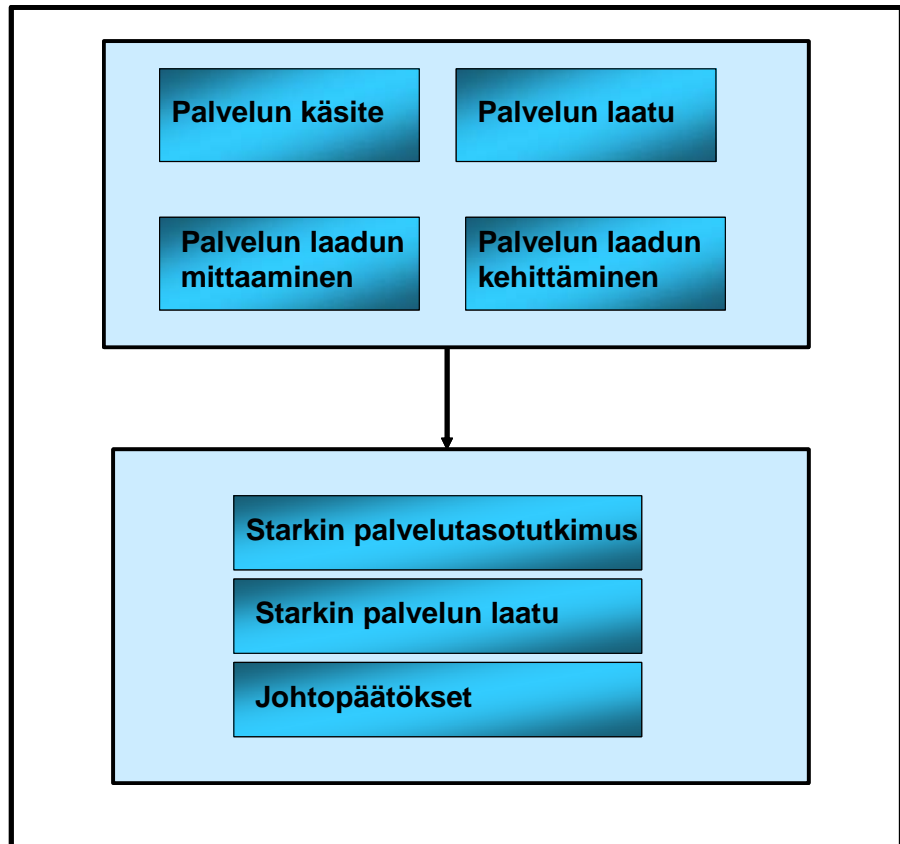 Palvelun käsite
Palvelun laatu
Palvelun laadun
mittaaminen
Palvelun laadun
kehittäminen
Starkin palvelutasotutkimus
Starkin palvelun laatu
Johtopäätökset